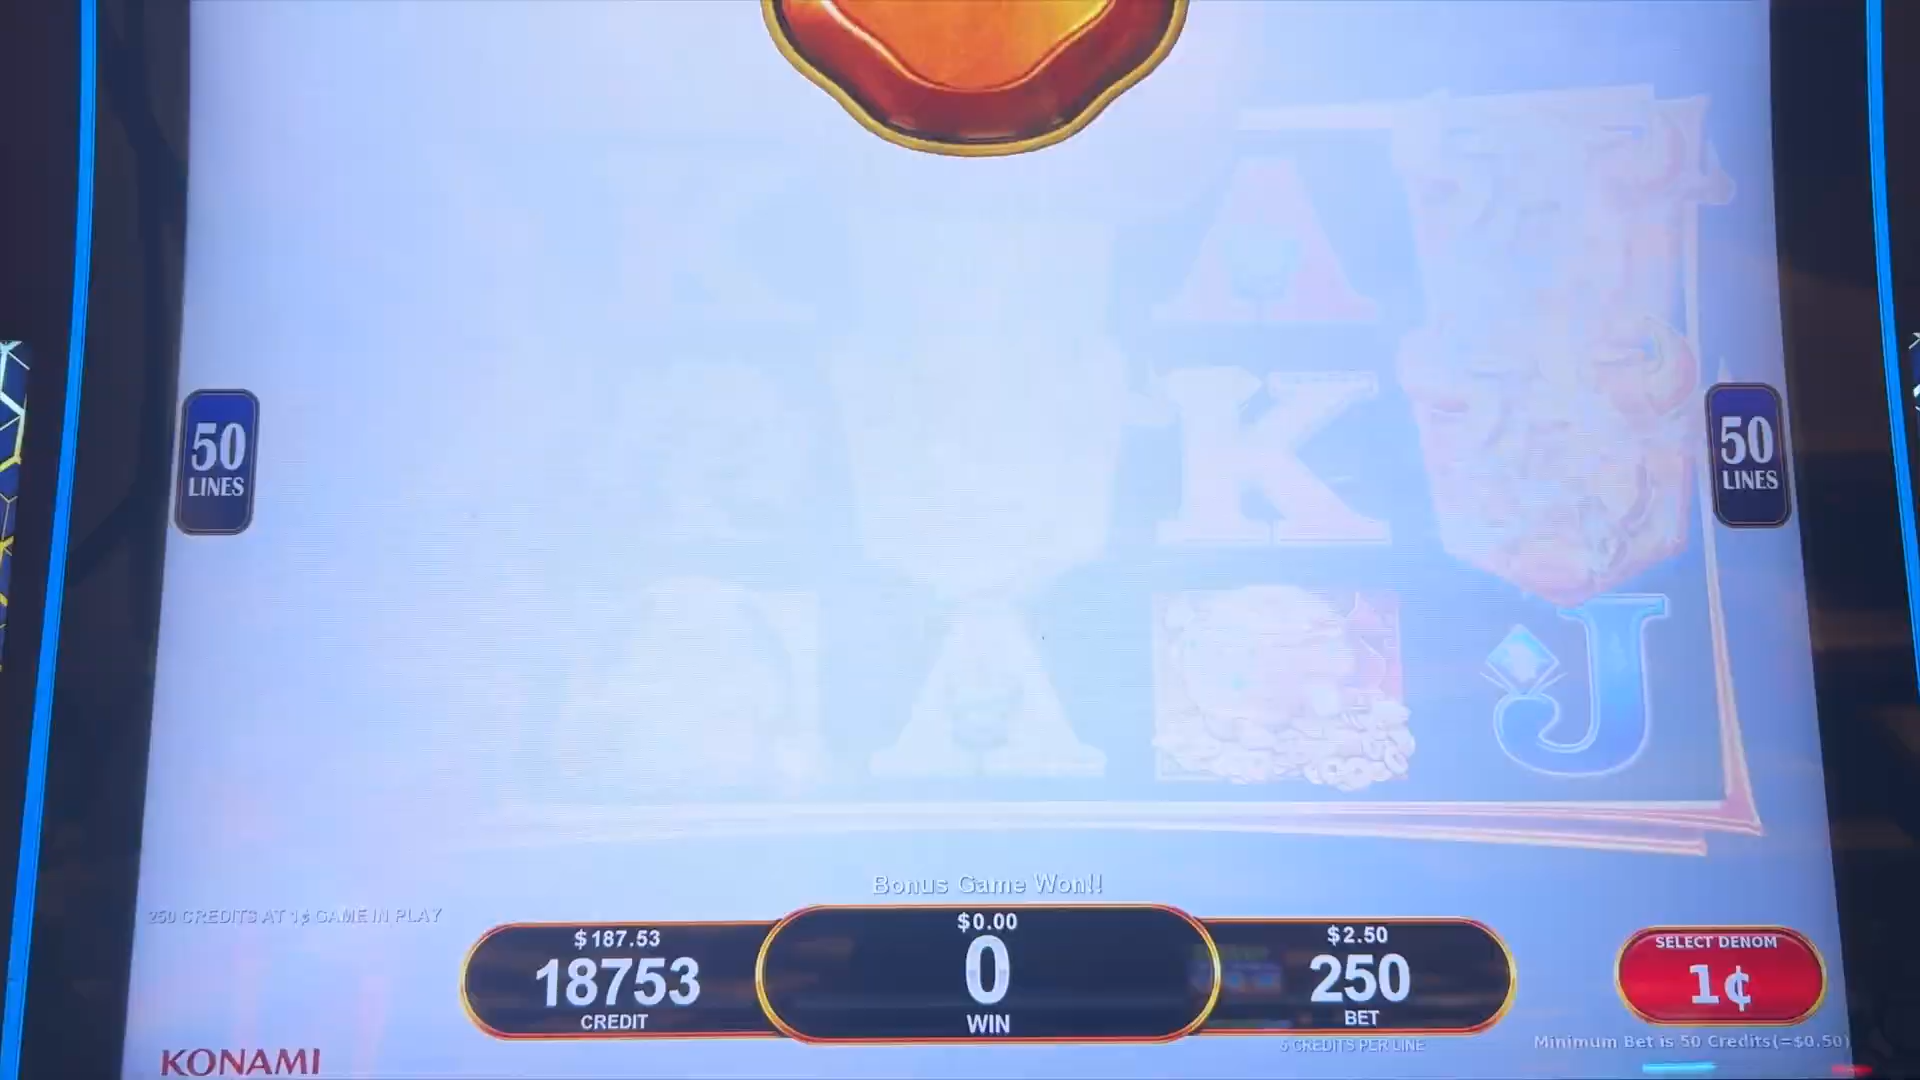 K
A
50
LINES
K
50
LINES
A
J
Bonus Game Won!!
250 CREDITS AT 1¢ GAME IN PLAY
$187.53
18753
CREDIT
$0.00
0
WIN
$2.50
250
BET
5 CREDITS PER LINE
SELECT DENOM
1¢
Minimum Bet is 50 Credits(=$0.50)
KONAMI